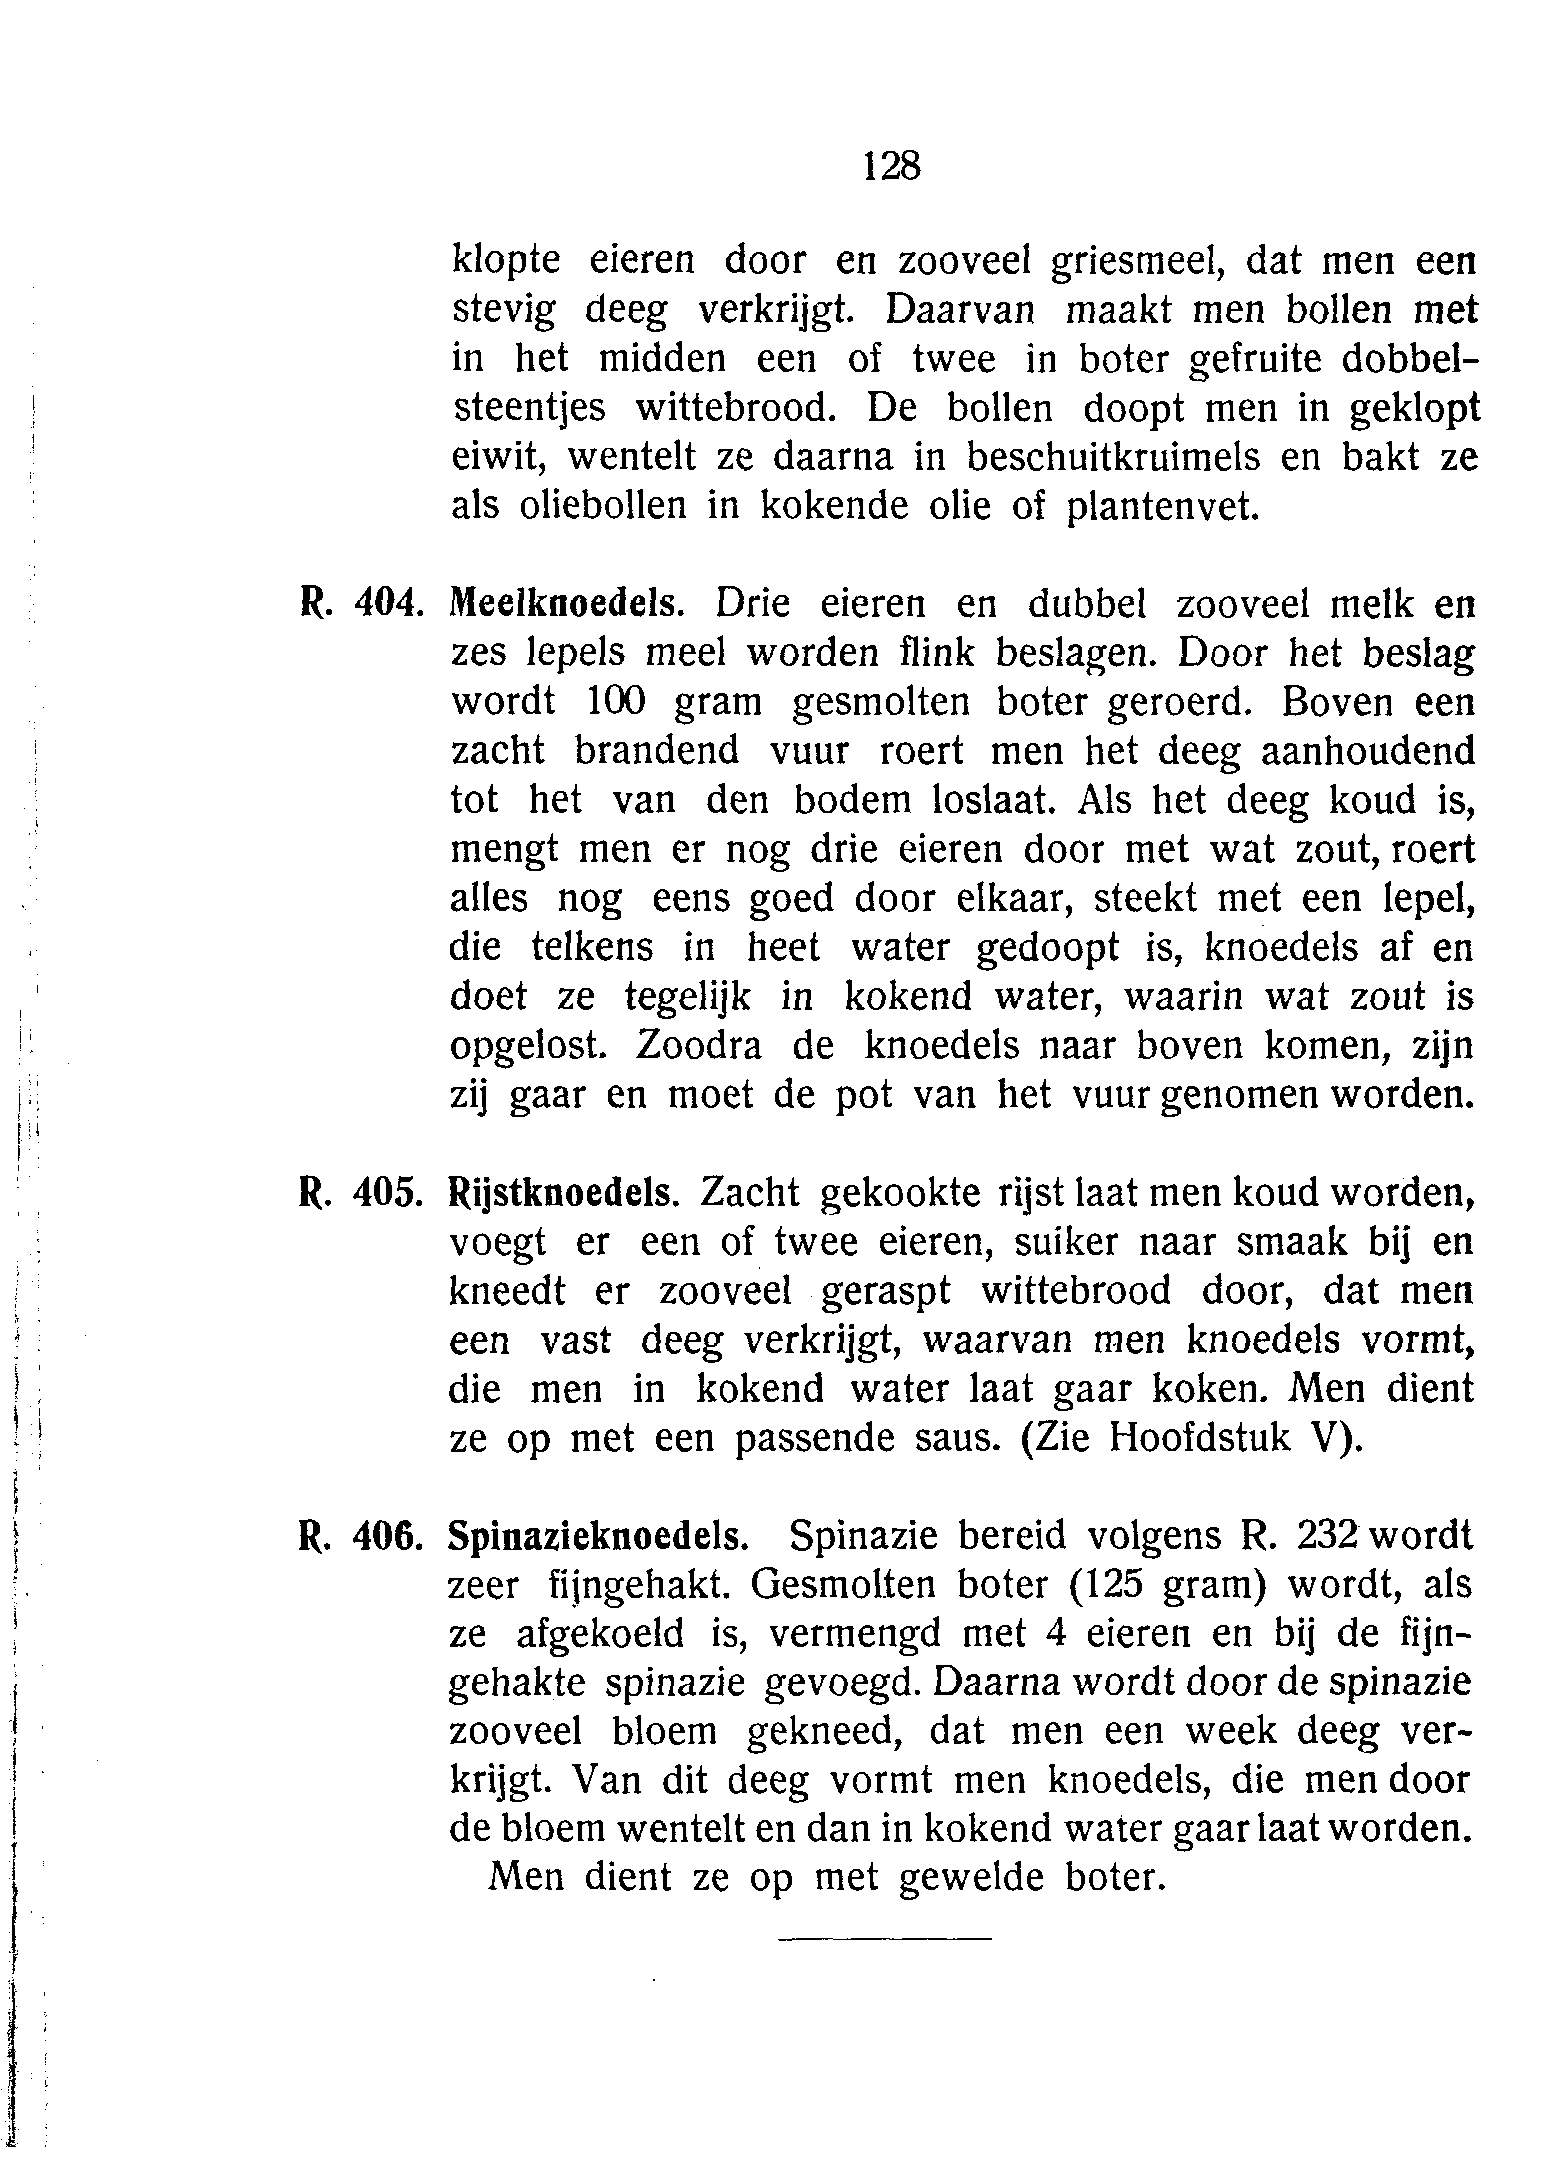 128
klopte eieren door en zooveel griesmeel, dat men een
stevig deeg verkrijgt. Daarvan maakt men bollen met
in het midden een of twee in boter gefruite dobbel-
steentjes wittebrood. De bollen doopt men in geklopt
eiwit, wentelt ze daarna in beschuitkruimels en bakt ze
als oliebollen in kokende olie of plantenvet.
R. 404. Meelknoedels. Drie eieren en dubbel zooveel melk en
zes lepels meel worden flink beslagen. Door het beslag
wordt 100 gram gesmolten boter geroerd. Boven een
zacht brandend vuur roert men het deeg aanhoudend
tot het van den bodem loslaat. Als het deeg koud is,
mengt men er nog drie eieren door met wat zout, roert
alles nog eens goed door elkaar, steekt met een lepel,
die telkens in heet water gedoopt is, knoedels af en
doet ze tegelijk in kokend water, waarin wat zout is
opgelost. Zoodra de knoedels naar boven komen, zijn
zij gaar en moet de pot van het vuur genomen worden.
R. 405. Rijstknoedels. Zacht gekookte rijst laat men koud worden,
voegt er een of twee eieren, suiker naar smaak bij en
kneedt er zooveel geraspt wittebrood door, dat men
een vast deeg verkrijgt, waarvan men knoedels vormt,
die men in kokend water laat gaar koken. Men dient
ze op met een passende saus. (Zie Hoofdstuk V).
R. 406. Spinazieknoedels. Spinazie bereid volgens R. 232 wordt
zeer fijngehakt. Gesmolten boter (125 gram) wordt, als
ze afgekoeld is, vermengd met 4 eieren en bij de fijn-
gehakte spinazie gevoegd. Daarna wordt door de spinazie
zooveel bloem gekneed, dat men een week deeg ver-
krijgt. Van dit deeg vormt men knoedels, die men door
de bloem wentelt en dan in kokend water gaar laat worden.
Men dient ze op met gewelde boter.